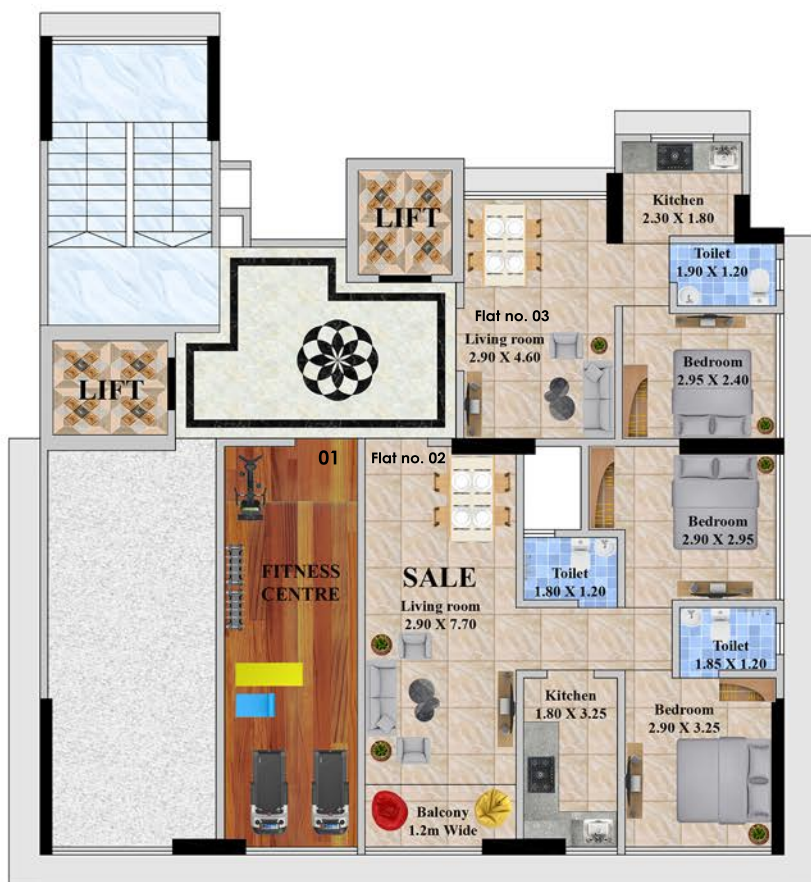 LIFT
Kitchen
2.30 X 1.80
Toilet
1.90 X 1.20
Flat no. 03
Living room
2.90 X 4.60
Bedroom
2.95 X 2.40
LIFT
01
Flat no. 02
FITNESS
CENTRE
SALE
Living room
2.90 X 7.70
Toilet
1.80 X 1.20
Bedroom
2.90 X 2.95
Toilet
1.85 X 1.20
Kitchen
1.80 X 3.25
Bedroom
2.90 X 3.25
Balcony
1.2m Wide